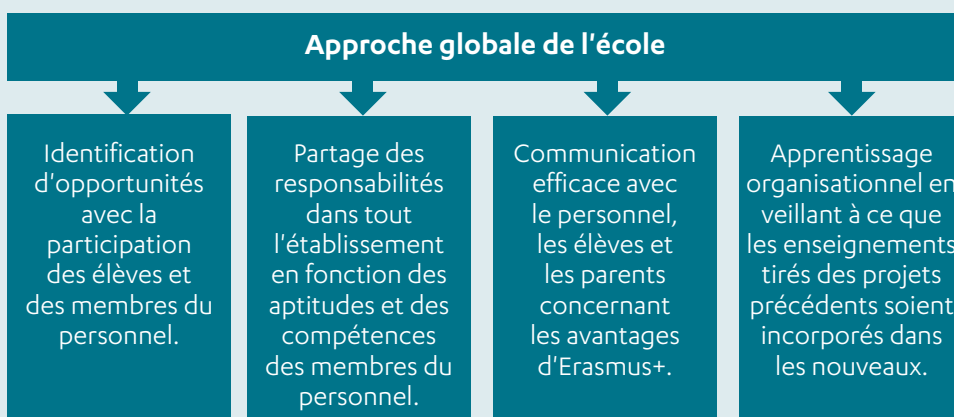 Approche globale de l'école
Identification
d'opportunités
avec la
participation
des élèves et
des membres du
personnel.
Partage des
responsabilités
dans tout
l'établissement
en fonction des
aptitudes et des
compétences
des membres du
personnel.
Communication
efficace avec
le personnel,
les élèves et
les parents
concernant
les avantages
d'Erasmus+.
Apprentissage
organisationnel en
veillant à ce que
les enseignements
tirés des projets
précédents soient
incorporés dans
les nouveaux.